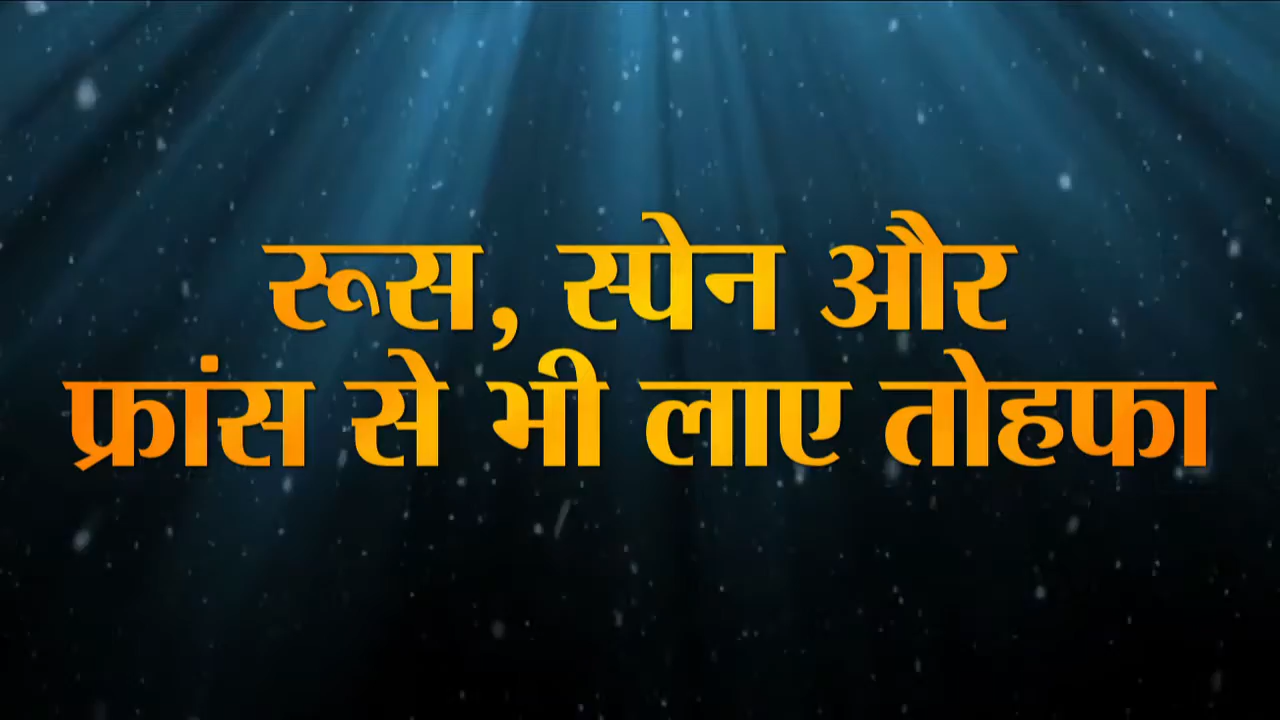 रूस, स्पेन और
फ्रांस से भी लाए तोहफा